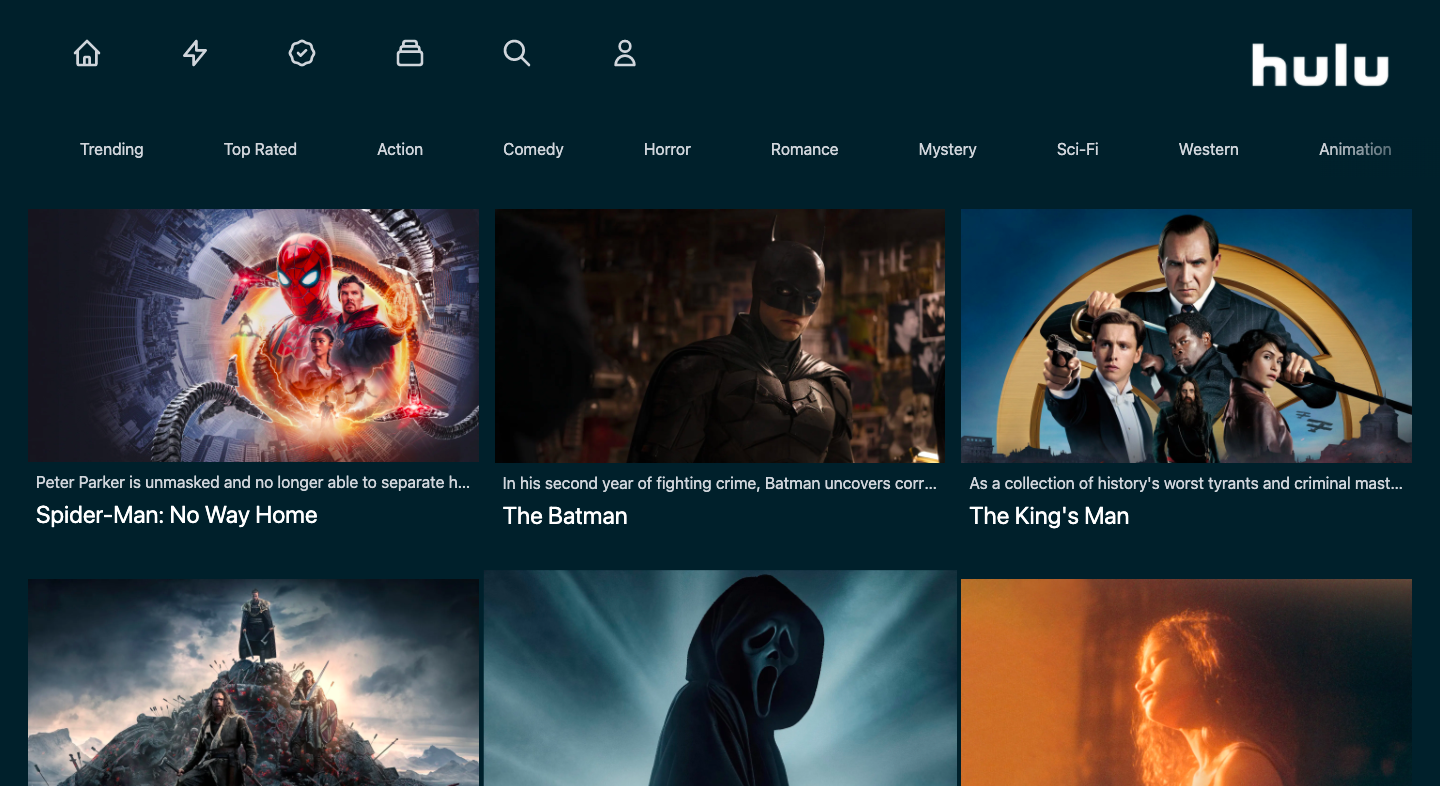 hulu
Trending
Top Rated
Action
Comedy
Horror
Romance
Mystery
Sci-Fi
Western
Animation
THE
Peter Parker is unmasked and no longer able to separate h...
Spider-Man: No Way Home
In his second year of fighting crime, Batman uncovers corr...
The Batman
As a collection of history's worst tyrants and criminal mast...
The King's Man